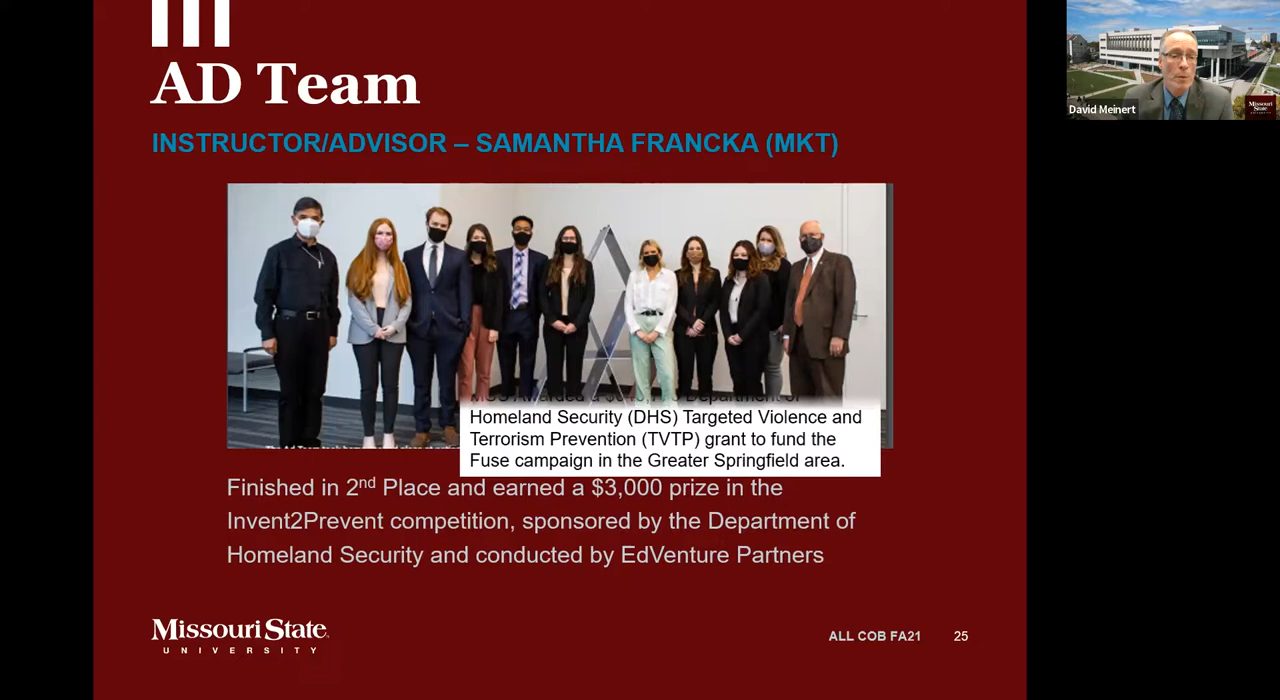 AD Team
INSTRUCTOR/ADVISOR – SAMANTHA FRANCKA (MKT)
Homeland Security (DHS) Targeted Violence and
Terrorism Prevention (TVTP) grant to fund the
Fuse campaign in the Greater Springfield area.
Finished in 2nd Place and earned a $3,000 prize in the
Invent2Prevent competition, sponsored by the Department of
Homeland Security and conducted by EdVenture Partners
Missouri State
UNIVERSITY
ALL COB FA21 25
David Meinert
Missouri
State